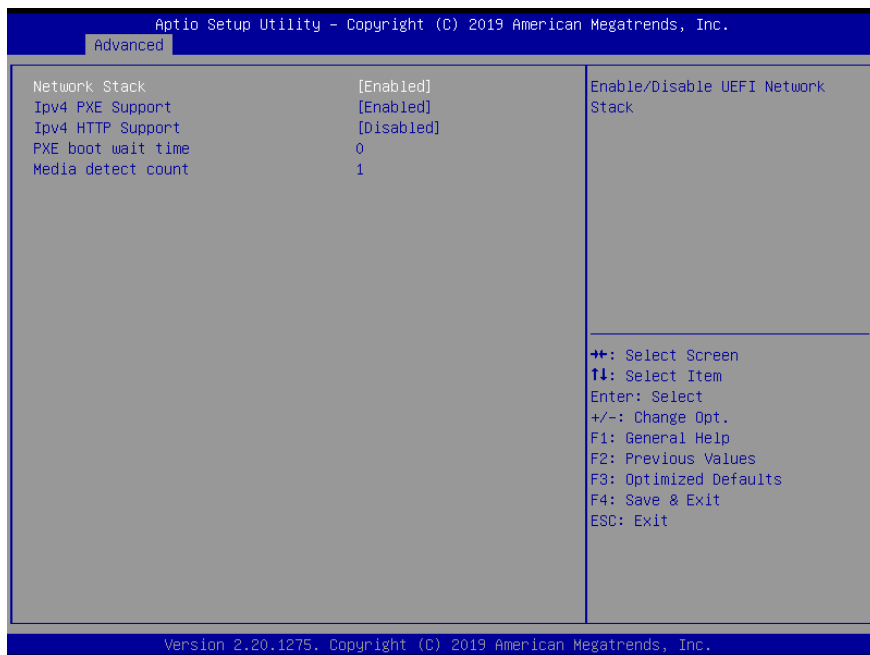 Aptio Setup Utility – Copyright (C) 2019 American Megatrends, Inc.
Advanced
Network Stack [Enabled]
Ipv4 PXE Support [Enabled]
Ipv4 HTTP Support [Disabled]
PXE boot wait time 0
Media detect count 1
Enable/Disable UEFI Network
Stack
→←: Select Screen
↑↓: Select Item
Enter: Select
+/-: Change Opt.
F1: General Help
F2: Previous Values
F3: Optimized Defaults
F4: Save & Exit
ESC: Exit
Version 2.20.1275. Copyright (C) 2019 American Megatrends, Inc.